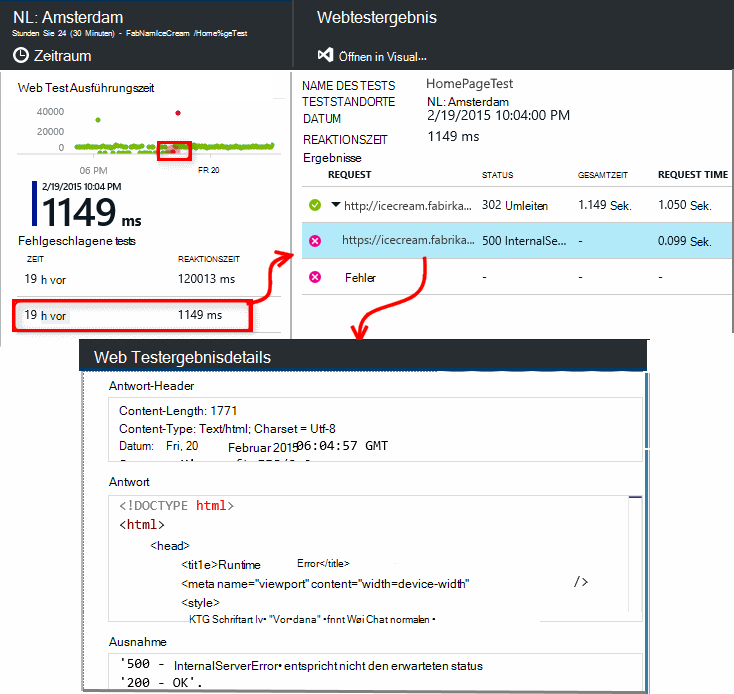 NL: Amsterdam
Stunden Sie 24 (30 Minuten) - FabNamIceCream /Home%geTest
Zeitraum
Web Test Ausführungszeit
40000
20000
0
06 PM
FR 20
2/19/2015 10:04 PM
1149 ms
Fehlgeschlagene tests
ZEIT REAKTIONSZEIT
19 h vor 120013 ms
19 h vor 1149 ms
Webtestergebnis
Öffnen in Visual...
NAME DES TESTS HomePageTest
TESTSTANDORTE NL: Amsterdam
DATUM 2/19/2015 10:04:00 PM
REAKTIONSZEIT 1149 ms
Ergebnisse
REQUEST STATUS GESAMTZEIT REQUEST TIME
http://icecream.fabirka... 302 Umleiten 1.149 Sek. 1.050 Sek.
https://icecream.fabrika... 500 InternalSe... - 0.099 Sek.
Fehler - - -
Web Testergebnisdetails
Antwort-Header
Content-Length: 1771
Content-Type: Text/html; Charset = Utf-8
Datum: Fri, 20 Februar 2015 06:04:57 GMT
Antwort
<!DOCTYPE html>
<html>
<head>
<tit1e>Runtime Error</title>
<meta name="viewport" content="width=device-width" />
<style>
KTG Schriftart lv• "Vor•dana" •fnnt Wøi Chat normalen •
Ausnahme
'500 - InternalServerError• entspricht nicht den erwarteten status
'200 - OK'.